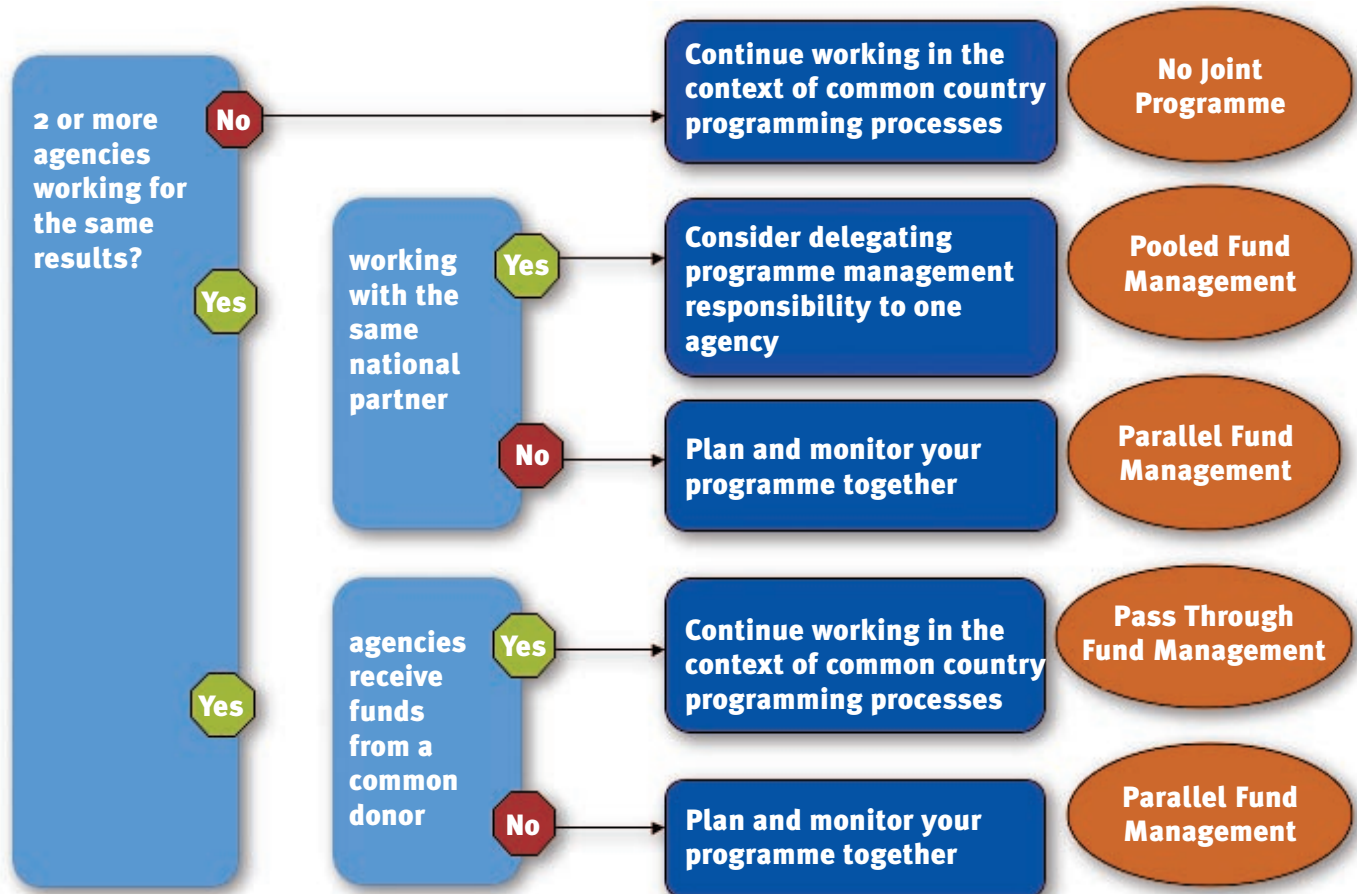 2 or more
agencies
working for
the same
results?
No
Continue working in the
context of common country
programming processes
No Joint
Programme
Yes
working
with the
same
national
partner
Yes
Consider delegating
programme management
responsibility to one
agency
Pooled Fund
Management
No
Plan and monitor your
programme together
Parallel Fund
Management
Yes
agencies
receive
funds
from a
common
donor
Yes
Continue working in the
context of common country
programming processes
Pass Through
Fund Management
No
Plan and monitor your
programme together
Parallel Fund
Management